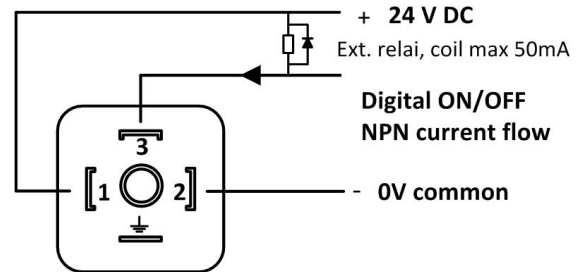 + 24 V DC
Ext. relai, coil max 50mA
Digital ON/OFF
NPN current flow
3
1
2
- 0V common